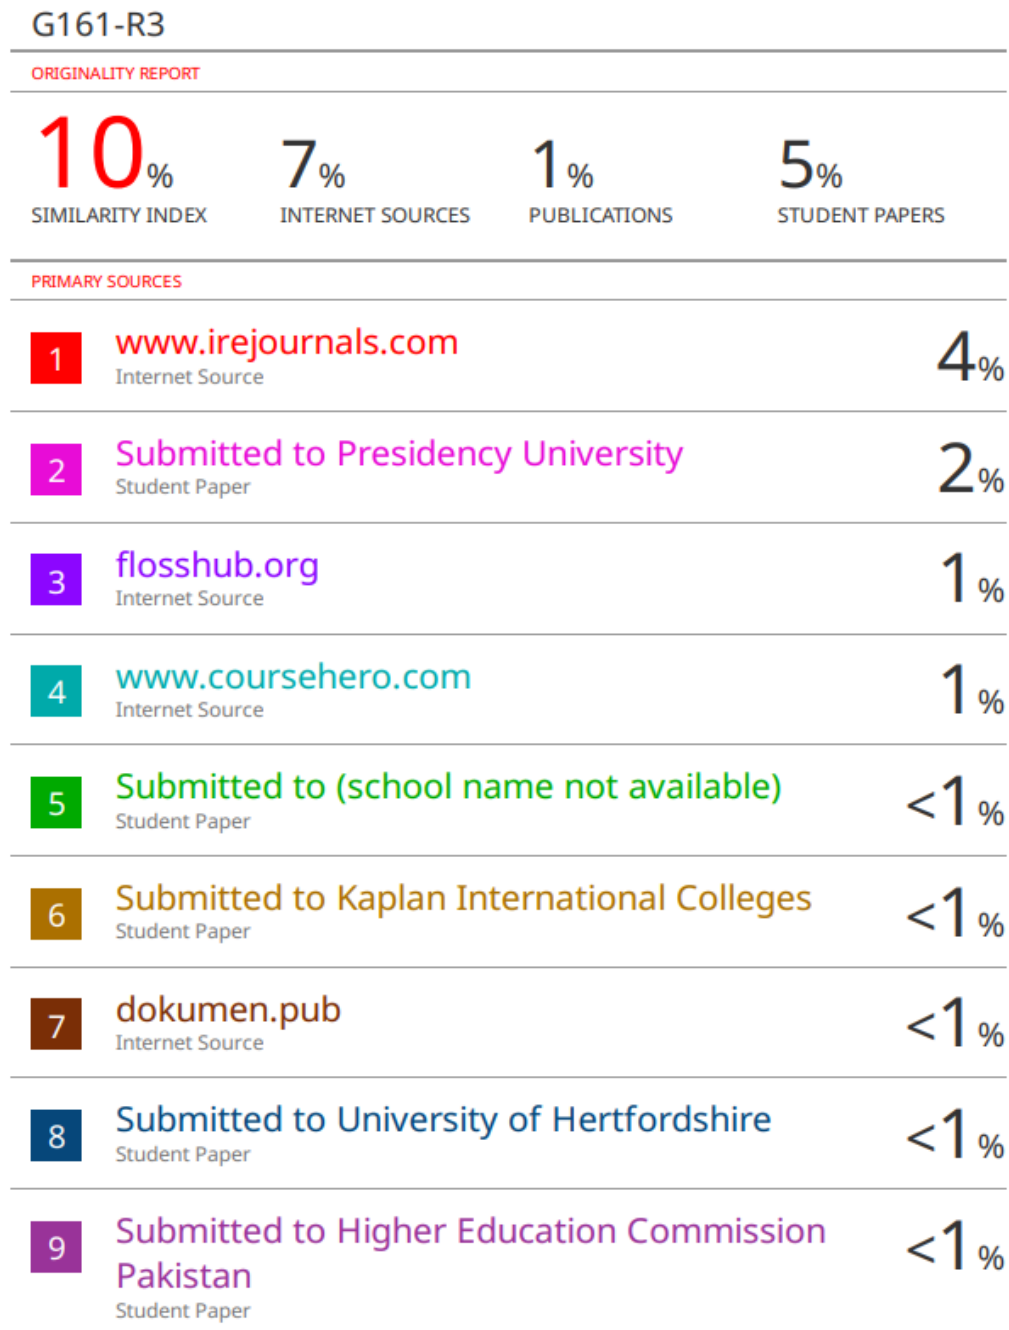 G161-R3
ORIGINALITY REPORT
10% 7% 1% 5%
SIMILARITY INDEX INTERNET SOURCES PUBLICATIONS STUDENT PAPERS
PRIMARY SOURCES
1 www.irejournals.com 4%
Internet Source
2 Submitted to Presidency University 2%
Student Paper
3 flosshub.org 1%
Internet Source
4 www.coursehero.com 1%
Internet Source
5 Submitted to (school name not available) <1%
Student Paper
6 Submitted to Kaplan International Colleges <1%
Student Paper
7 dokumen.pub <1%
Internet Source
8 Submitted to University of Hertfordshire <1%
Student Paper
9 Submitted to Higher Education Commission <1%
Pakistan
Student Paper